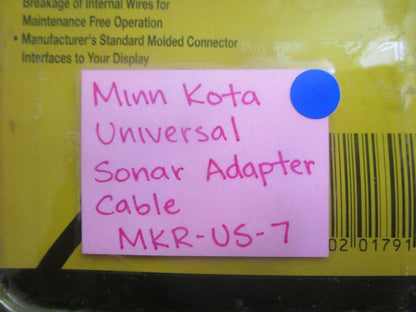 Breakage of Internal Wires for
Maintenance Free Operation
• Manufacturer's Standard Molded Connector
Interfaces to Your Display
Minn Kota
Universal
Sonar Adapter
Cable
MKR-US-7
02 01791